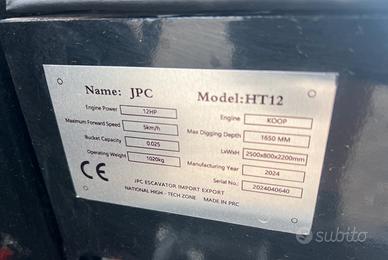 Name: JPC Model:HT12
Engine Power 12HP Engine KOOP
Maximum Forward Speed 5km/h Max Digging Depth 1650 MM
Bucket Capacity 0.025 LxWxH 2500x800x2200mm
Operating Weight 1020kg Manufacturing Year 2024
Serial No.: 2024040640
CE
JPC ESCAVATOR IMPORT EXPORT
NATIONAL HIGH - TECH ZONE MADE IN PRC
subito